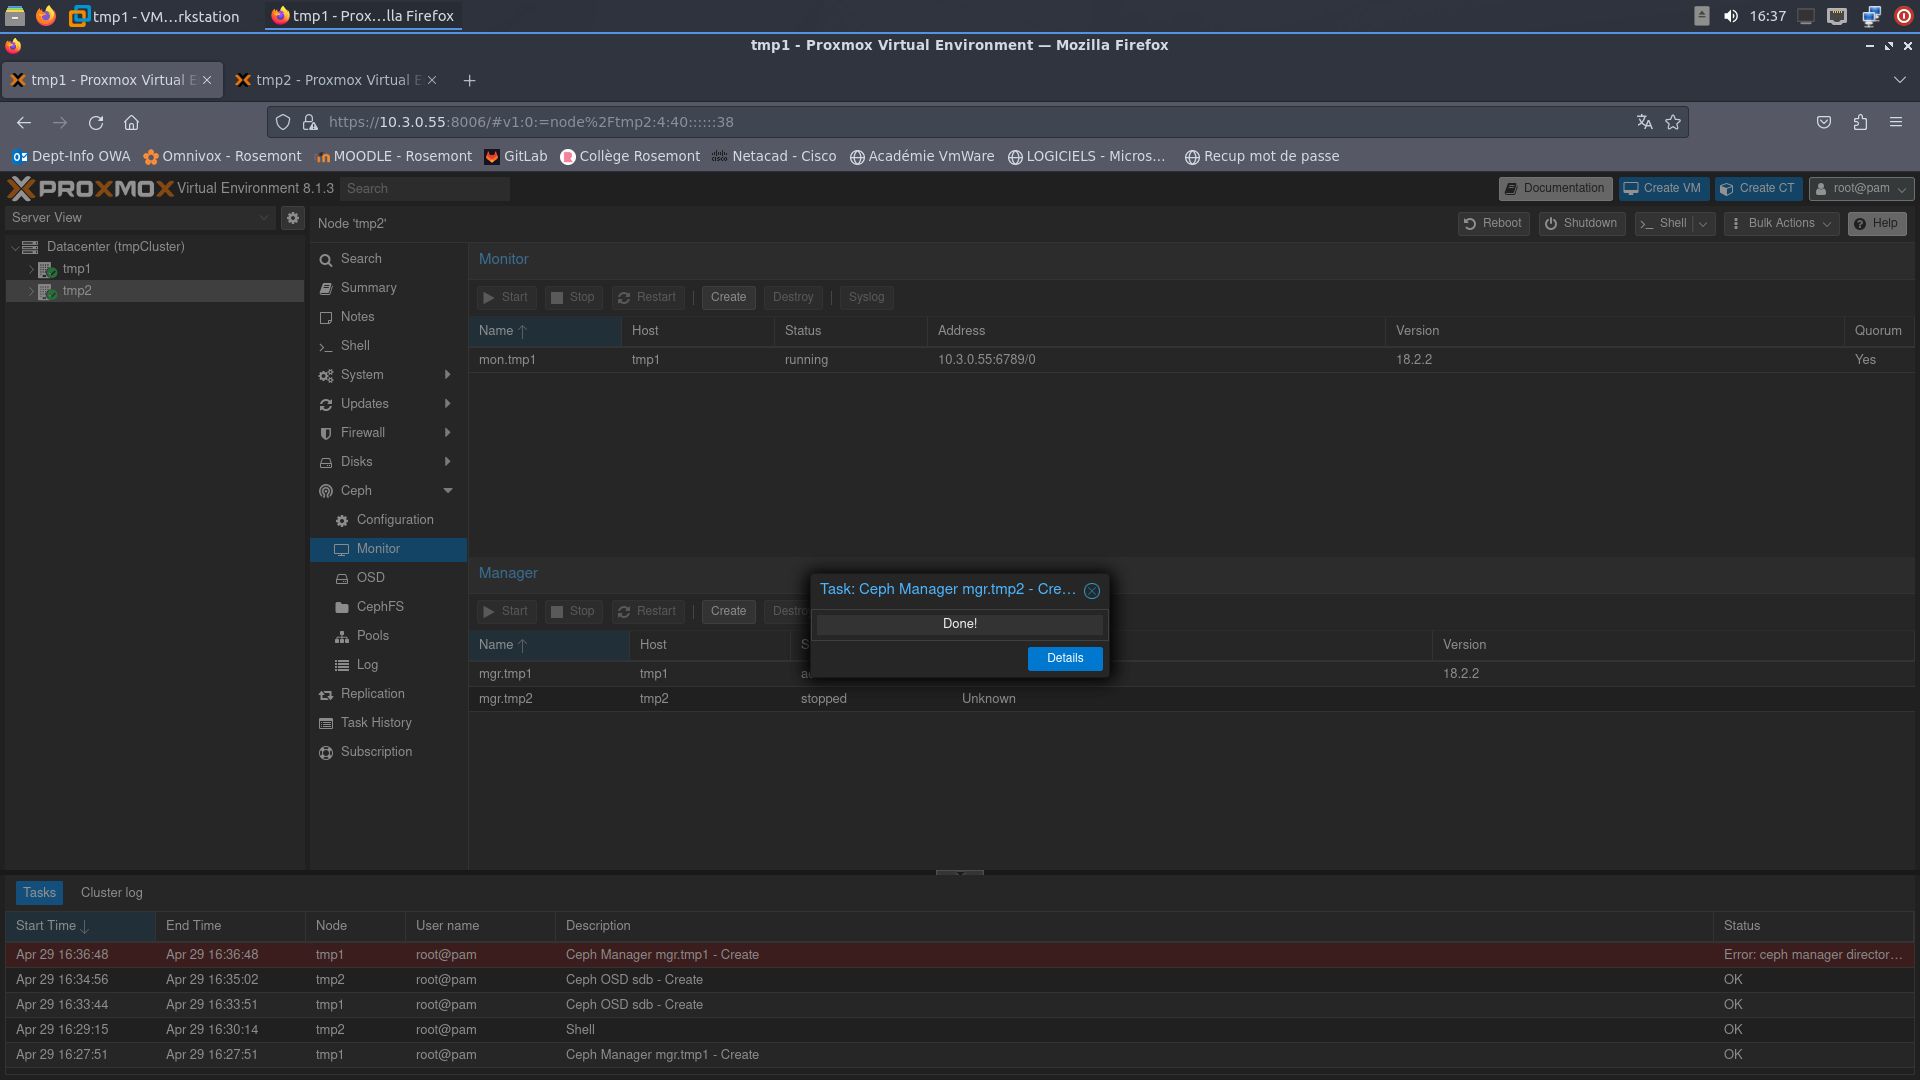 tmp1 - VM...rkstation
tmp1 - Prox...lla Firefox
16:37
tmp1 - Proxmox Virtual Environment — Mozilla Firefox
tmp1 - Proxmox Virtual E
tmp2 - Proxmox Virtual E
https://10.3.0.55:8006/#v1:0:=node%2Ftmp2:4:40::::::38
Dept-Info OWA
Omnivox - Rosemont
MOODLE - Rosemont
GitLab
Collège Rosemont
Netacad - Cisco
Académie VmWare
LOGICIELS - Micros...
Recup mot de passe
PROXMOX Virtual Environment 8.1.3
Search
Documentation
Create VM
Create CT
root@pam
Server View
Node 'tmp2'
Reboot
Shutdown
Shell
Bulk Actions
Help
Datacenter (tmpCluster)
tmp1
tmp2
Search
Summary
Notes
Shell
System
Updates
Firewall
Disks
Ceph
Configuration
Monitor
OSD
CephFS
Pools
Log
Replication
Task History
Subscription
Monitor
Start Stop Restart Create Destroy Syslog
Name Host Status Address Version Quorum
mon.tmp1 tmp1 running 10.3.0.55:6789/0 18.2.2 Yes
Manager
Start Stop Restart Create
Name Host Version
mgr.tmp1 tmp1 18.2.2
mgr.tmp2 tmp2 stopped Unknown
Task: Ceph Manager mgr.tmp2 - Cre...
Done!
Details
Tasks
Cluster log
Start Time End Time Node User name Description Status
Apr 29 16:36:48 Apr 29 16:36:48 tmp1 root@pam Ceph Manager mgr.tmp1 - Create Error: ceph manager director...
Apr 29 16:34:56 Apr 29 16:35:02 tmp2 root@pam Ceph OSD sdb - Create OK
Apr 29 16:33:44 Apr 29 16:33:51 tmp1 root@pam Ceph OSD sdb - Create OK
Apr 29 16:29:15 Apr 29 16:30:14 tmp2 root@pam Shell OK
Apr 29 16:27:51 Apr 29 16:27:51 tmp1 root@pam Ceph Manager mgr.tmp1 - Create OK